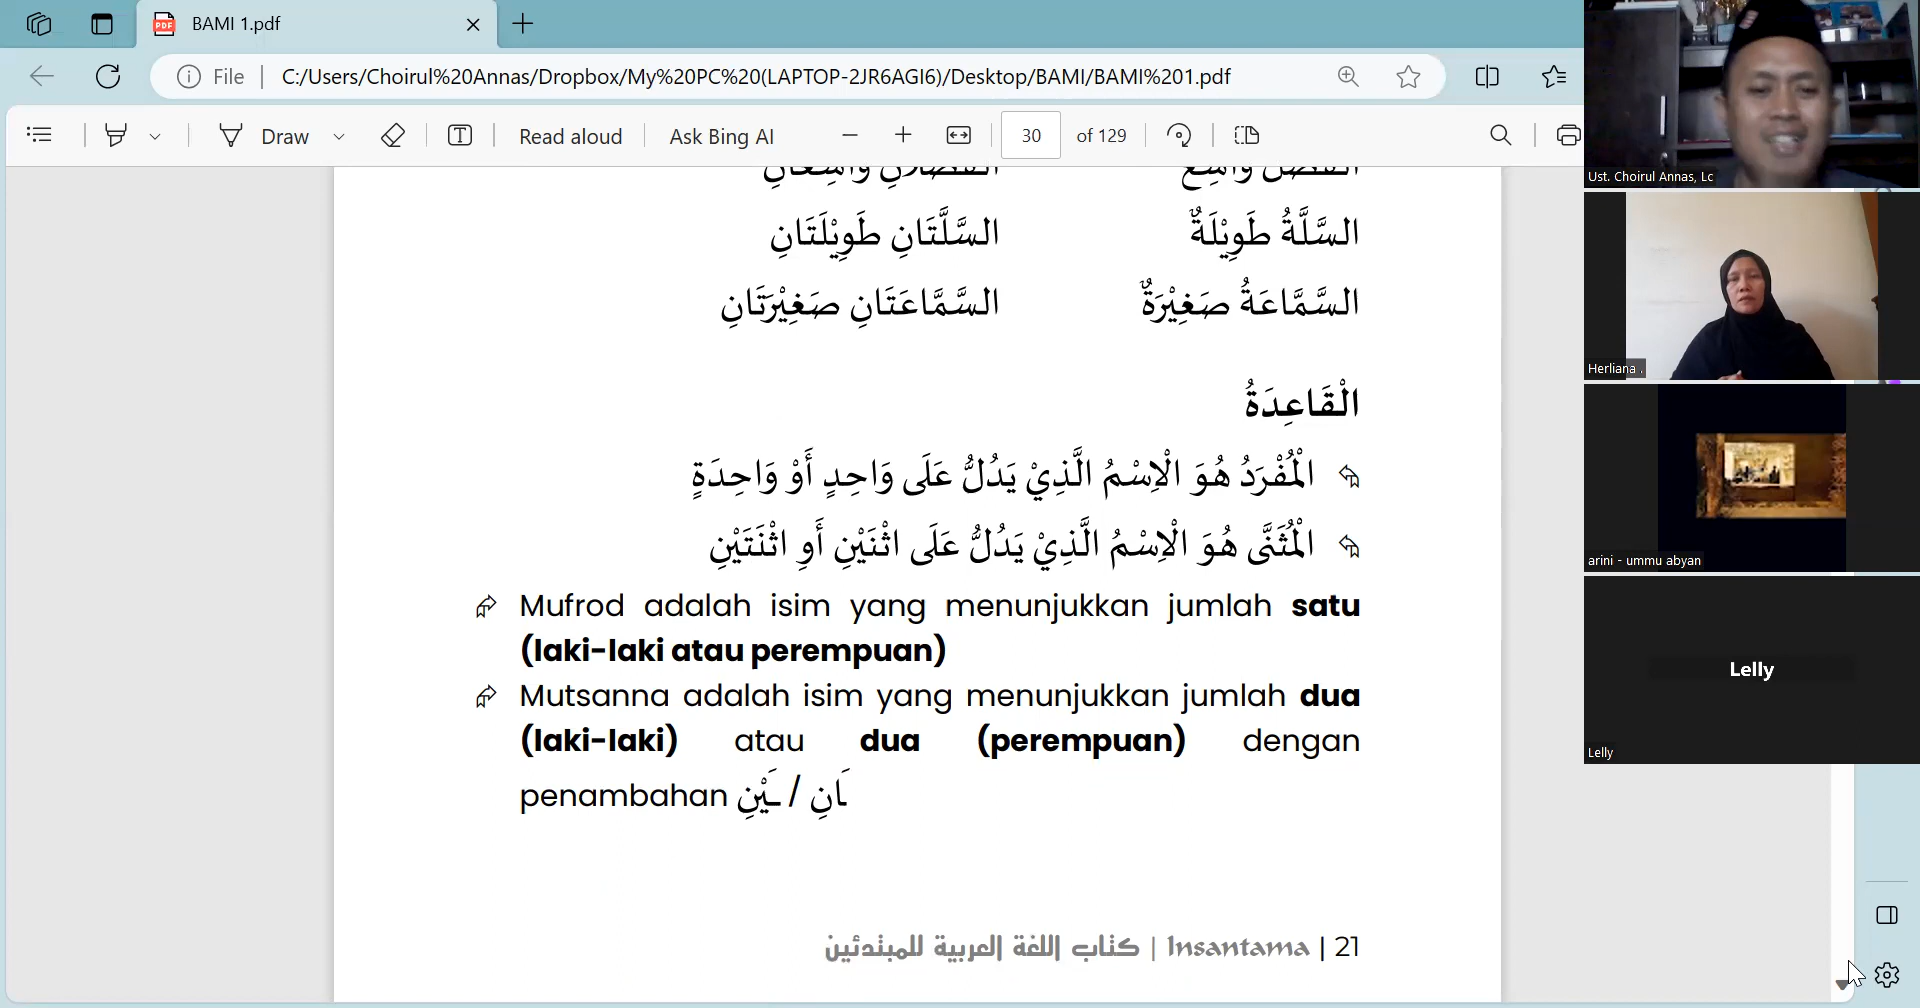 BAMI 1.pdf
File
C:/Users/Choirul%20Annas/Dropbox/My%20PC%20(LAPTOP-2JR6AGI6)/Desktop/BAMI/BAMI%201.pdf
Draw
Read aloud
Ask Bing AI
30 of 129
السَّلَّةُ طَوِيْلَةٌ السَّلَّتَانِ طَوِيْلَتَانِ
السَّمَّاعَةُ صَغِيْرَةٌ السَّمَّاعَتَانِ صَغِيْرَتَانِ
الْقَاعِدَةُ
الْمُفْرَدُ هُوَ الْاِسْمُ الَّذِيْ يَدُلُّ عَلَى وَاحِدٍ أَوْ وَاحِدَةٍ
الْمُثَنَّى هُوَ الْاِسْمُ الَّذِيْ يَدُلُّ عَلَى اثْنَيْنِ أَوِ اثْنَتَيْنِ
Mufrod adalah isim yang menunjukkan jumlah satu
(laki-laki atau perempuan)
Mutsanna adalah isim yang menunjukkan jumlah dua
(laki-laki) atau dua (perempuan) dengan
penambahan ـَانِ / ـَيْنِ
كتاب اللغة العربية للمبتدئين | Insantama | 21
Ust. Choirul Annas, Lc
Herliana .
arini - ummu abyan
Lelly
Lelly